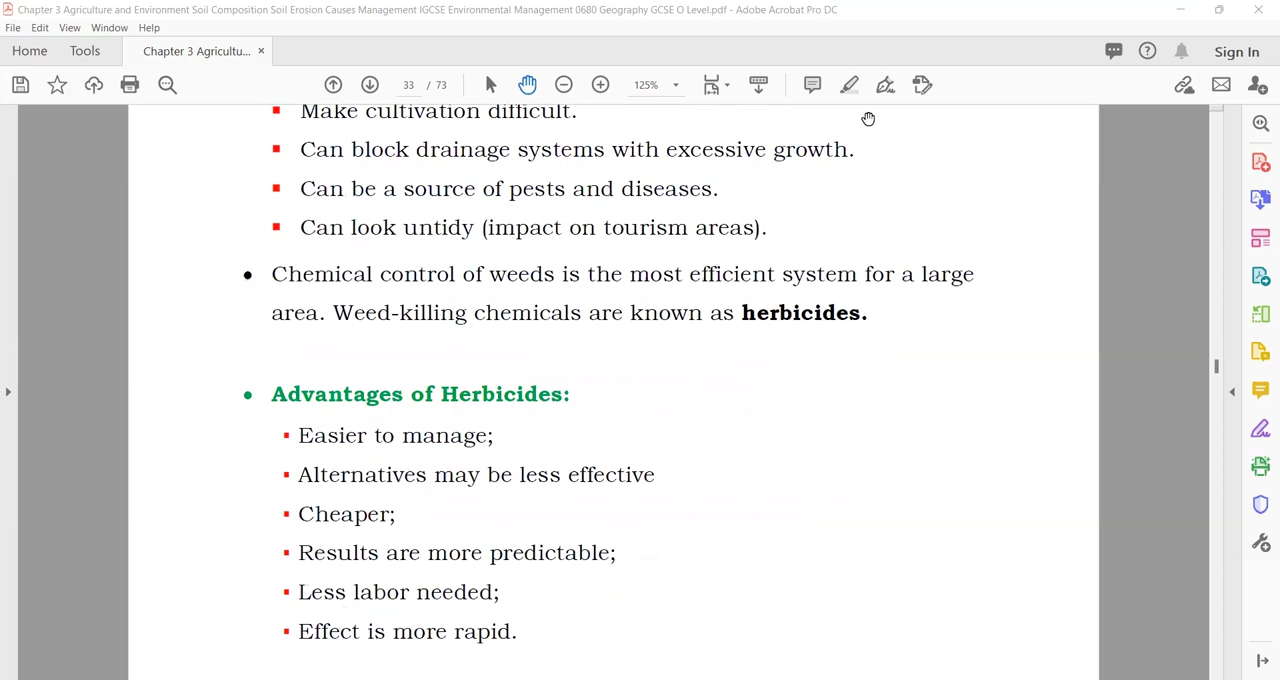 Chapter 3 Agriculture and Environment Soil Composition Soil Erosion Causes Management IGCSE Environmental Management 0680 Geography GCSE O Level.pdf - Adobe Acrobat Pro DC
File Edit View Window Help
Home Tools Chapter 3 Agricultu... × Sign In
33 / 73 125%
Make cultivation difficult.
Can block drainage systems with excessive growth.
Can be a source of pests and diseases.
Can look untidy (impact on tourism areas).
Chemical control of weeds is the most efficient system for a large
area. Weed-killing chemicals are known as herbicides.
Advantages of Herbicides:
Easier to manage;
Alternatives may be less effective
Cheaper;
Results are more predictable;
Less labor needed;
Effect is more rapid.